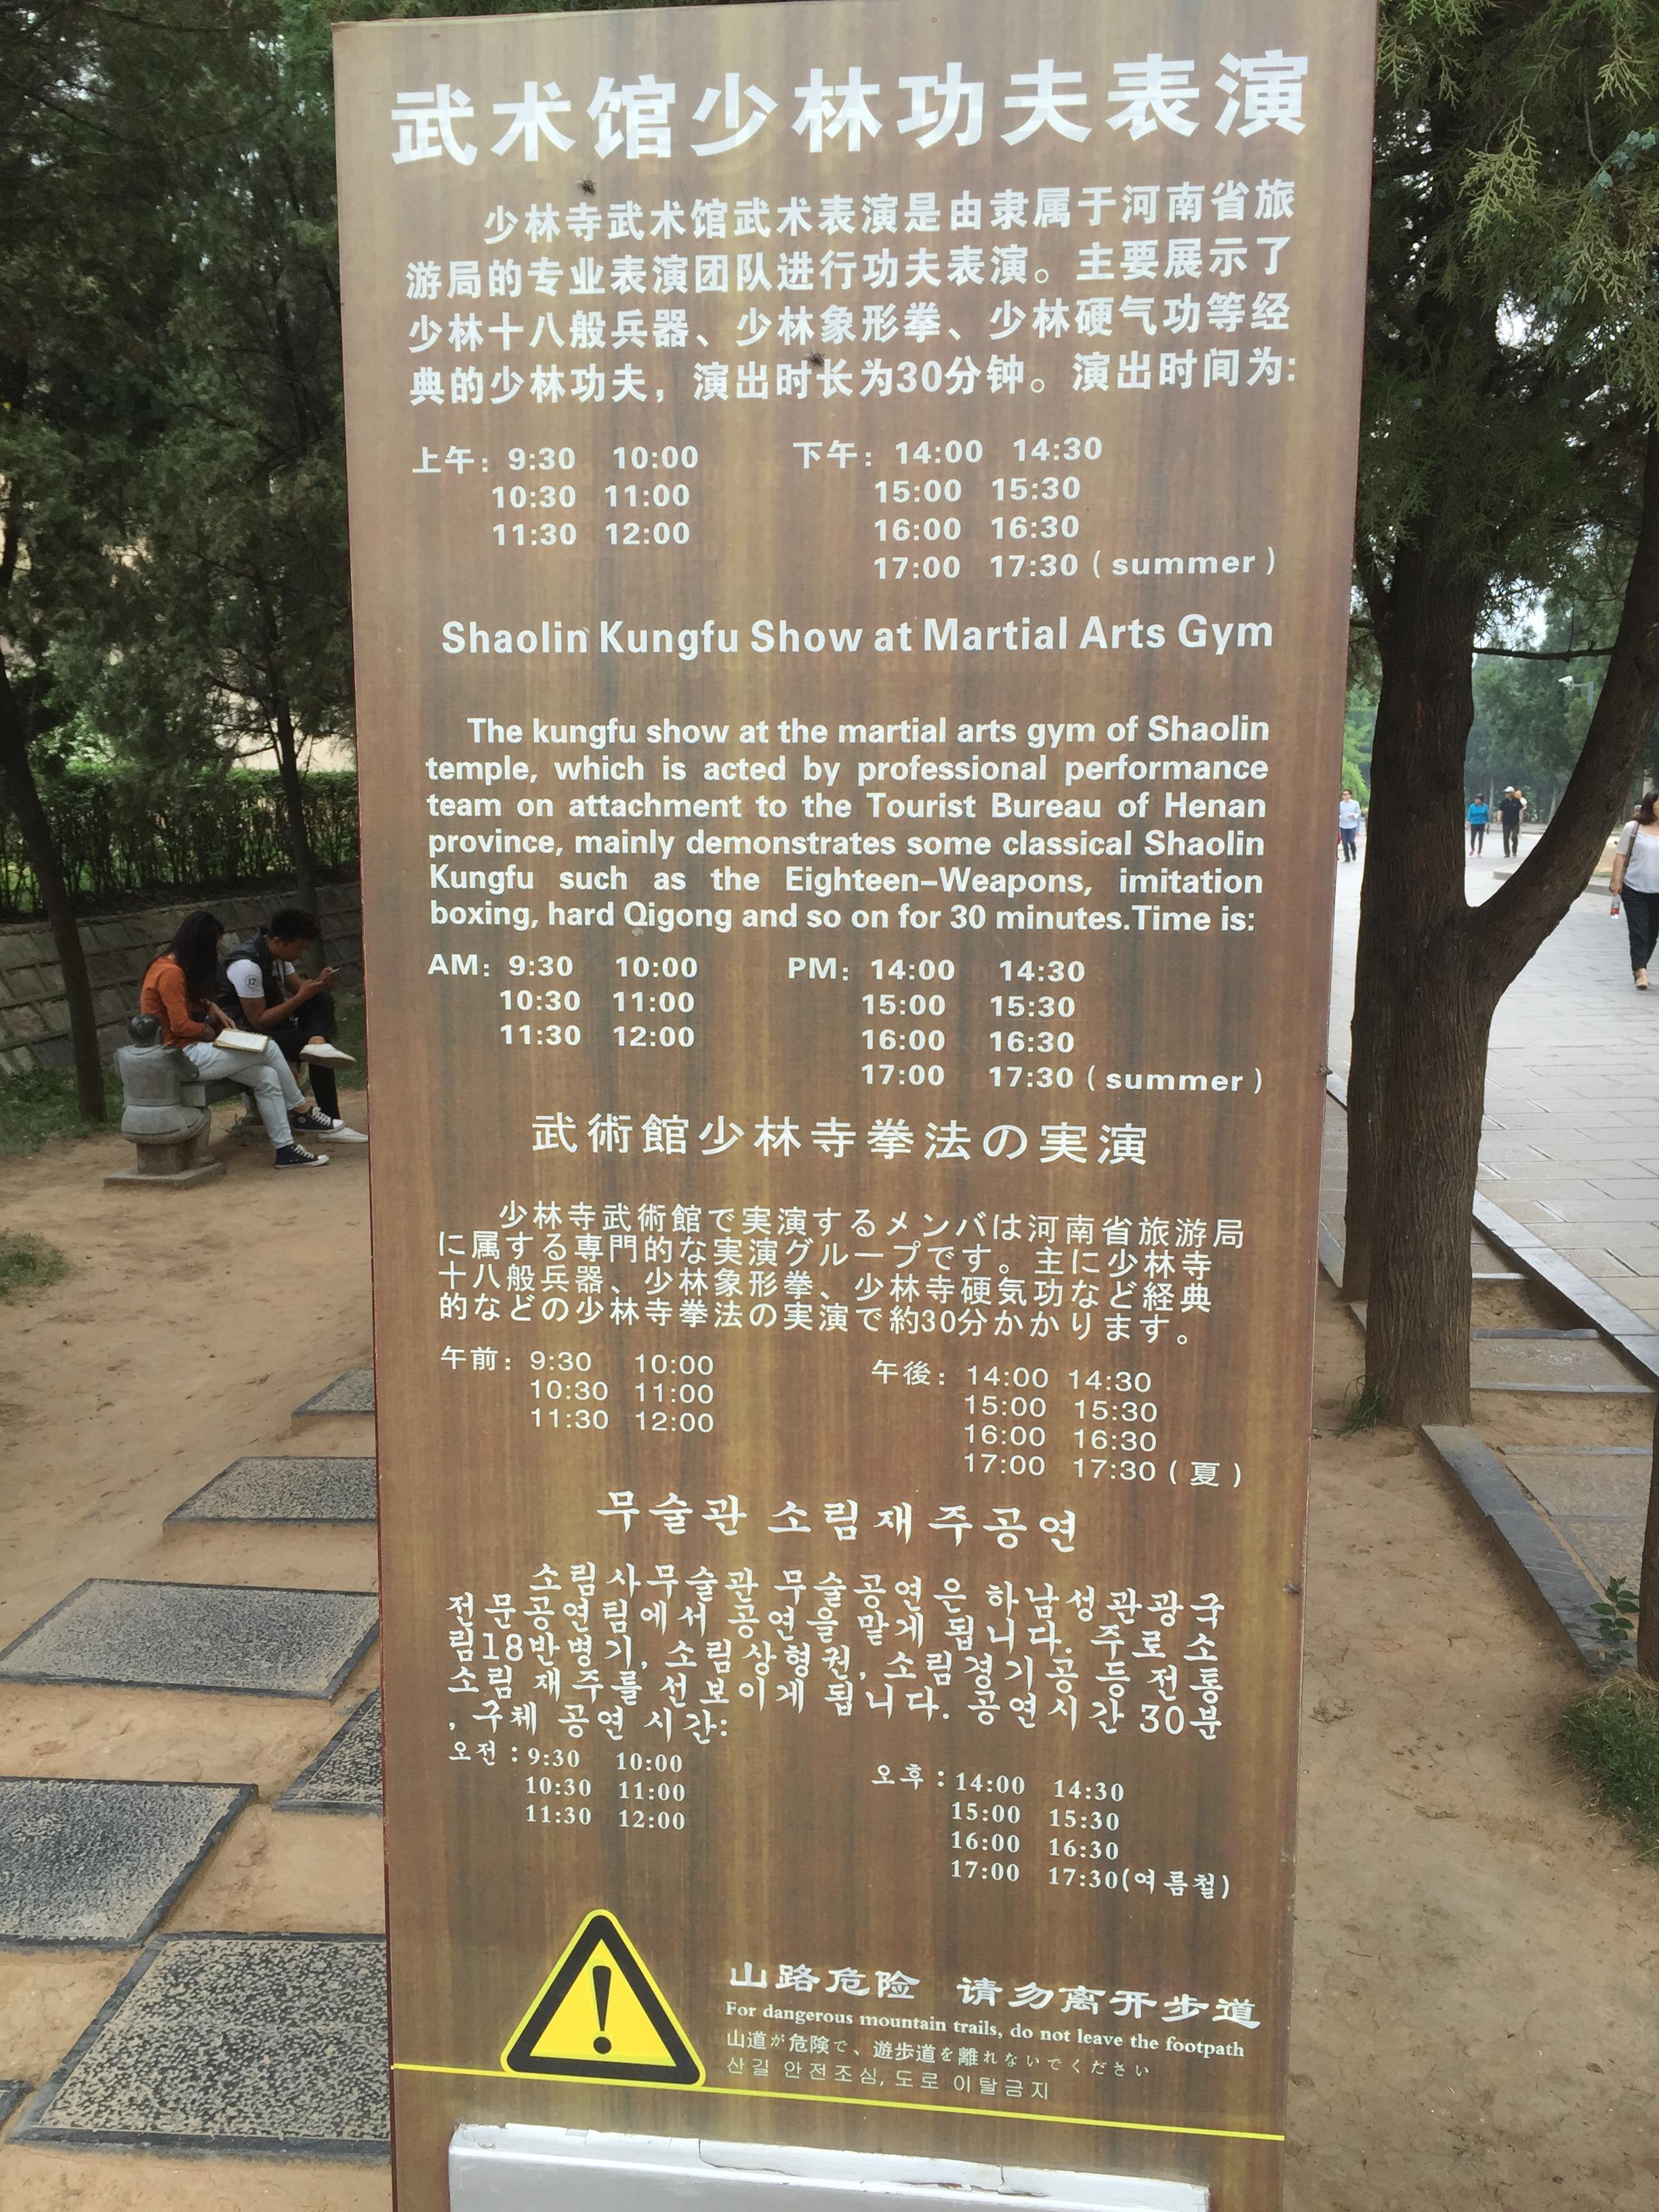 武术馆少林功夫表演
少林寺武术馆武术表演是由隶属于河南省旅
游局的专业表演团队进行功夫表演。主要展示了
少林十八般兵器、少林象形拳、少林硬气功等经
典的少林功夫，演出时长为30分钟。演出时间为:
上午: 9:30 10:00 下午: 14:00 14:30
10:30 11:00 15:00 15:30
11:30 12:00 16:00 16:30
17:00 17:30 ( summer )
Shaolin Kungfu Show at Martial Arts Gym
The kungfu show at the martial arts gym of Shaolin
temple, which is acted by professional performance
team on attachment to the Tourist Bureau of Henan
province, mainly demonstrates some classical Shaolin
Kungfu such as the Eighteen–Weapons, imitation
boxing, hard Qigong and so on for 30 minutes.Time is:
AM: 9:30 10:00 PM: 14:00 14:30
10:30 11:00 15:00 15:30
11:30 12:00 16:00 16:30
17:00 17:30 ( summer )
武術館少林寺拳法の実演
少林寺武術館で実演するメンバは河南省旅游局
に属する専門的な実演グループです。主に少林寺
十八般兵器、少林象形拳、少林寺硬気功など経典
的などの少林寺拳法の実演で約30分かかります。
午前: 9:30 10:00 午後: 14:00 14:30
10:30 11:00 15:00 15:30
11:30 12:00 16:00 16:30
17:00 17:30 ( 夏 )
무술관 소림재주공연
소림사무술관 무술공연은 하남성관광국
전문공연팀에서 공연을 맡게 됩니다. 주로 소
림18반병기, 소림상형권, 소림경기공 등 전통
소림 재주를 선보이게 됩니다. 공연시간 30분
, 구체 공연 시간:
오전 : 9:30 10:00 오후 : 14:00 14:30
10:30 11:00 15:00 15:30
11:30 12:00 16:00 16:30
17:00 17:30(여름철)
山路危险 请勿离开步道
For dangerous mountain trails, do not leave the footpath
山道が危険で、遊歩道を離れないでください
산길 안전조심, 도로 이탈금지